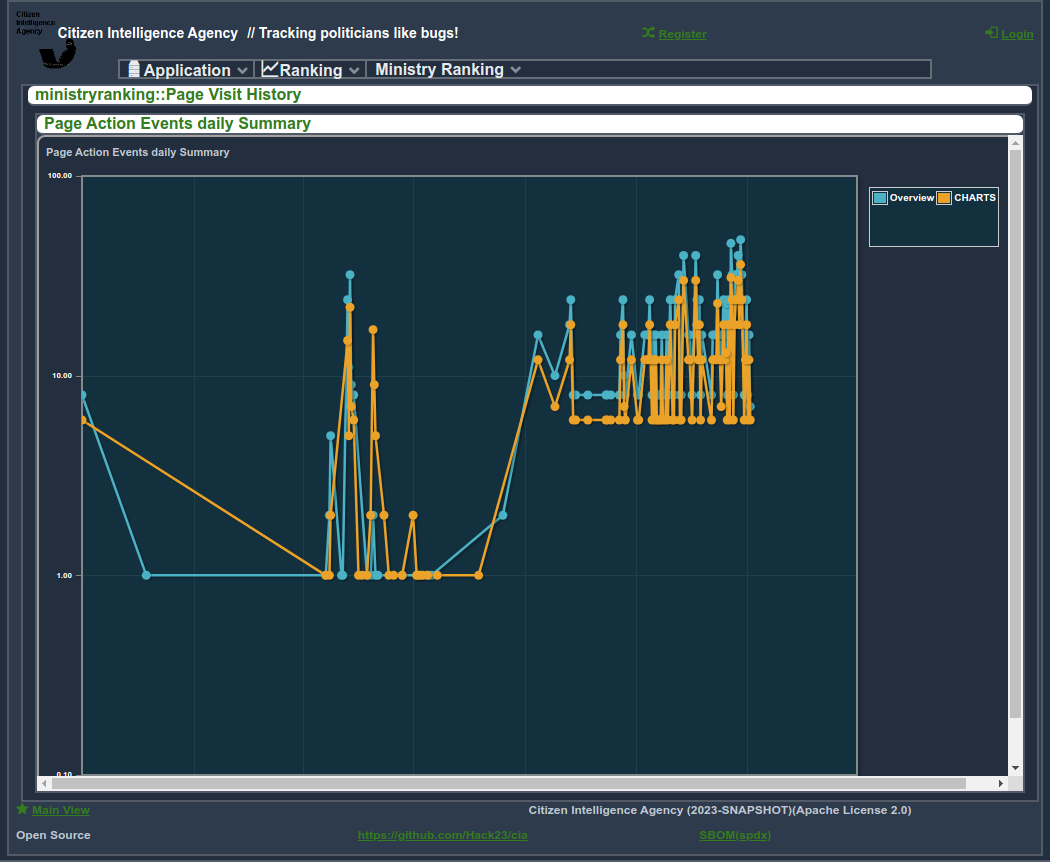 Citizen
Intelligence
Agency
Citizen Intelligence Agency // Tracking politicians like bugs!
Register
Login
Application
Ranking
Ministry Ranking
ministryranking::Page Visit History
Page Action Events daily Summary
Page Action Events daily Summary
100.00
Overview CHARTS
10.00
1.00
0.10
Main View
Citizen Intelligence Agency (2023-SNAPSHOT)(Apache License 2.0)
Open Source
https://github.com/Hack23/cia
SBOM(spdx)